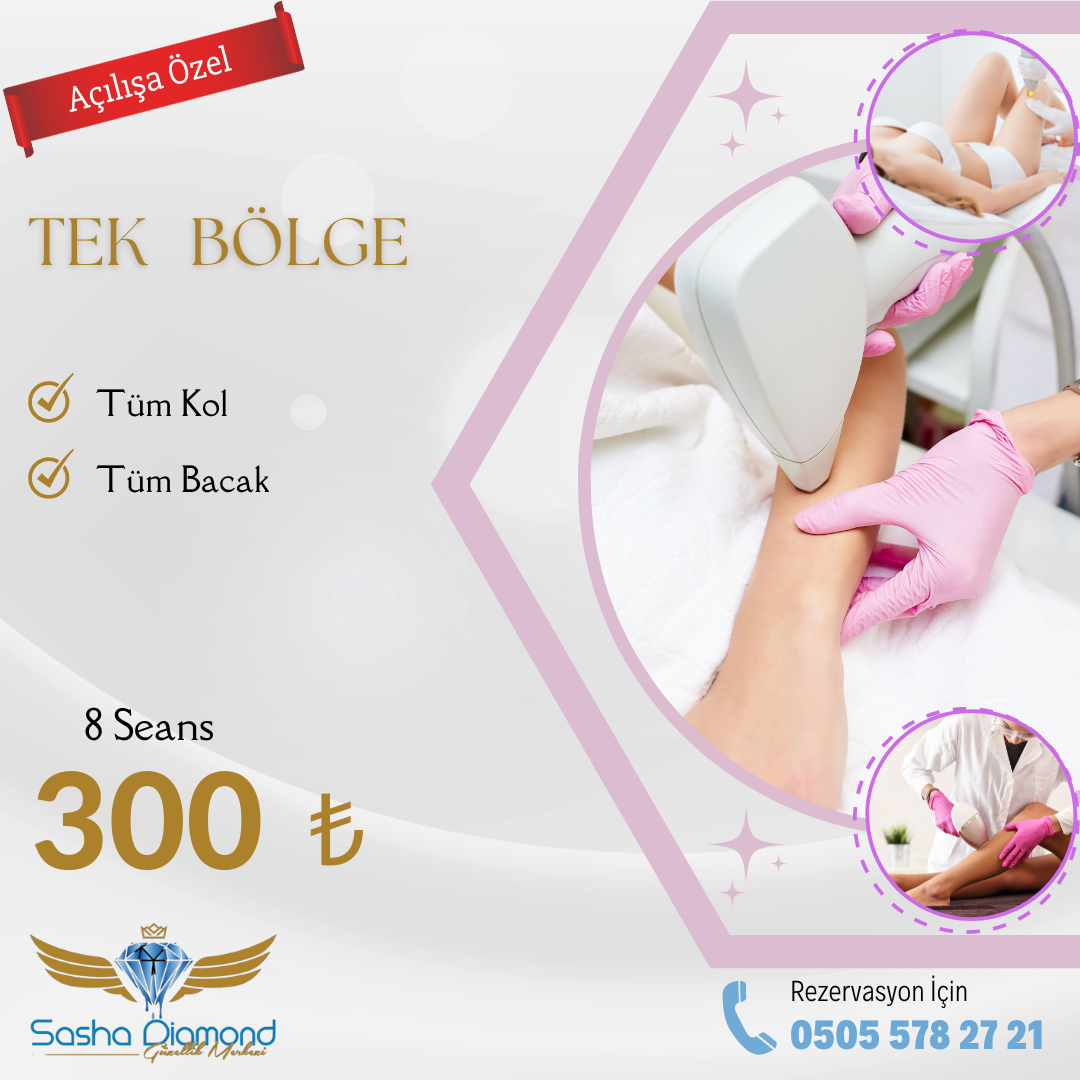 Açılışa Özel
TEK BÖLGE
Tüm Kol
Tüm Bacak
8 Seans
300 ₺
Sasha Diamond
Güzellik Merkezi
Rezervasyon İçin
0505 578 27 21